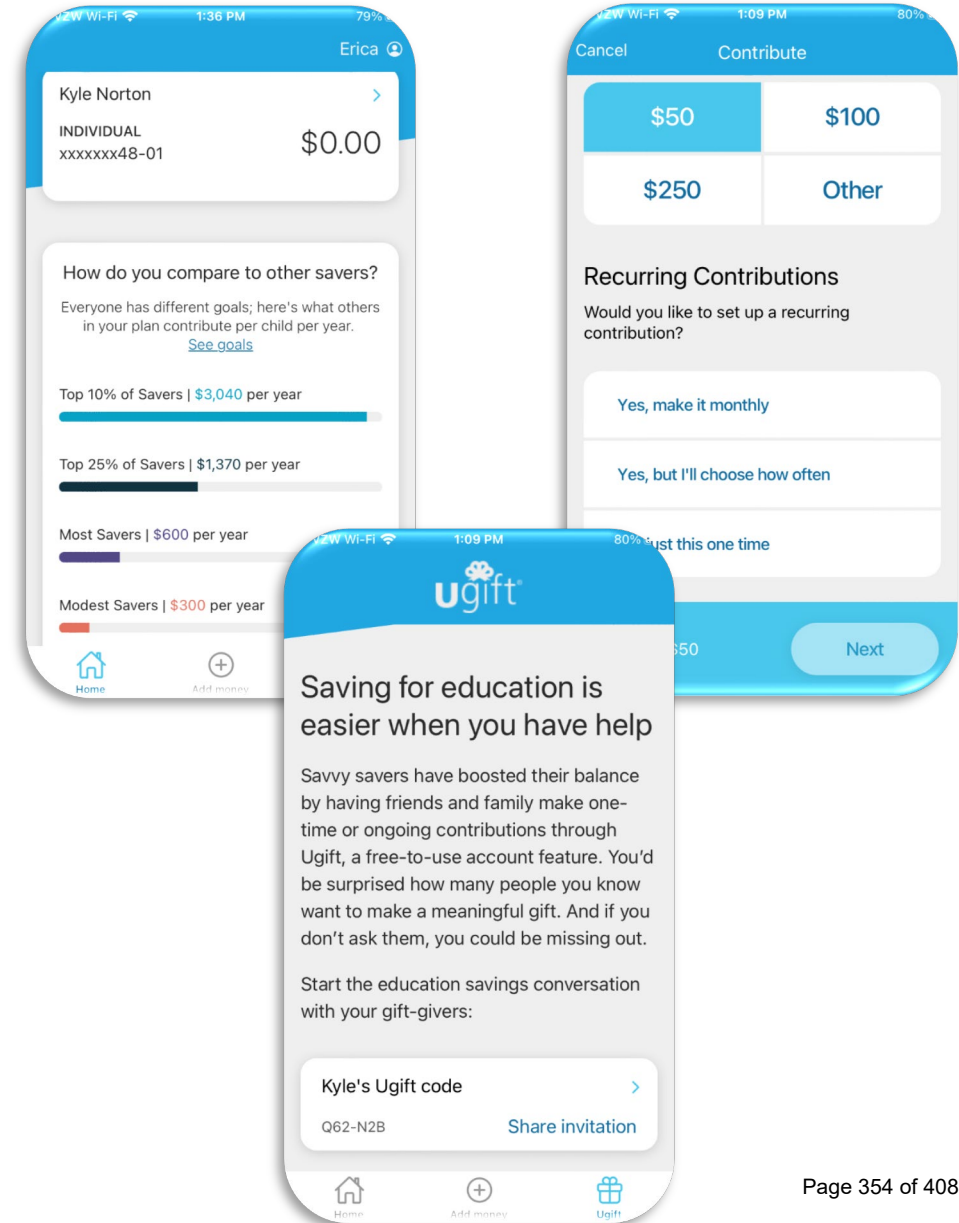 VZW Wi-Fi 1:36 PM 79%
Erica
Kyle Norton
INDIVIDUAL
xxxxxxx48-01
$0.00
How do you compare to other savers?
Everyone has different goals; here's what others
in your plan contribute per child per year.
See goals
Top 10% of Savers | $3,040 per year
Top 25% of Savers | $1,370 per year
Most Savers | $600 per year
Modest Savers | $300 per year
Home
Add money
VZW Wi-Fi 1:09 PM 80%
Cancel Contribute
$50 $100
$250 Other
Recurring Contributions
Would you like to set up a recurring
contribution?
Yes, make it monthly
Yes, but I'll choose how often
ust this one time
$50
Next
VZW Wi-Fi 1:09 PM 80%
ugift®
Saving for education is
easier when you have help
Savvy savers have boosted their balance
by having friends and family make one-
time or ongoing contributions through
Ugift, a free-to-use account feature. You'd
be surprised how many people you know
want to make a meaningful gift. And if you
don't ask them, you could be missing out.
Start the education savings conversation
with your gift-givers:
Kyle's Ugift code
Q62-N2B Share invitation
Home Add money Ugift
Page 354 of 408